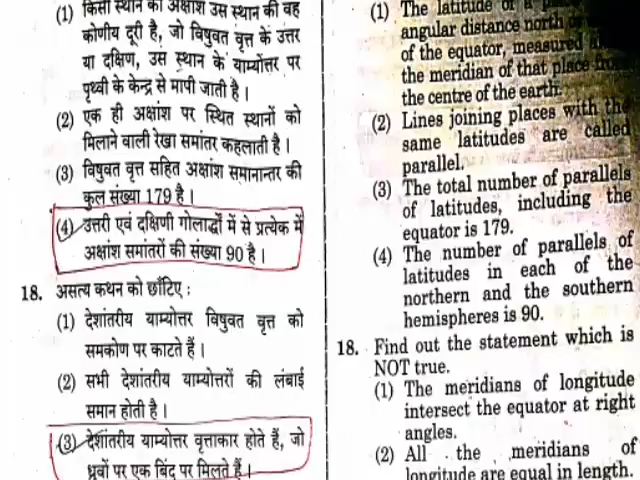 (1) किसी स्थान का अक्षांश उस स्थान की वह
कोणीय दूरी है, जो विषुवत वृत्त के उत्तर
या दक्षिण, उस स्थान के याम्योत्तर पर
पृथ्वी के केन्द्र से मापी जाती है ।
(2) एक ही अक्षांश पर स्थित स्थानों को
मिलाने वाली रेखा समांतर कहलाती है ।
(3) विषुवत वृत्त सहित अक्षांश समानान्तर की
कुल संख्या 179 है ।
(4) उत्तरी एवं दक्षिणी गोलार्द्धों में से प्रत्येक में
अक्षांश समांतरों की संख्या 90 है ।
18. असत्य कथन को छाँटिए :
(1) देशांतरीय याम्योत्तर विषुवत वृत्त को
समकोण पर काटते हैं ।
(2) सभी देशांतरीय याम्योत्तरों की लंबाई
समान होती है ।
(3) देशांतरीय याम्योत्तर वृत्ताकार होते हैं, जो
ध्रुवों पर एक बिंदु पर मिलते हैं ।
(1) The latitude of a
angular distance north
of the equator, measured
the meridian of that place from
the centre of the earth.
(2) Lines joining places with the
same latitudes are called
parallel.
(3) The total number of parallels
of latitudes, including the
equator is 179.
(4) The number of parallels of
latitudes in each of the
northern and the southern
hemispheres is 90.
18. Find out the statement which is
NOT true.
(1) The meridians of longitude
intersect the equator at right
angles.
(2) All the meridians of
longitude are equal in length.